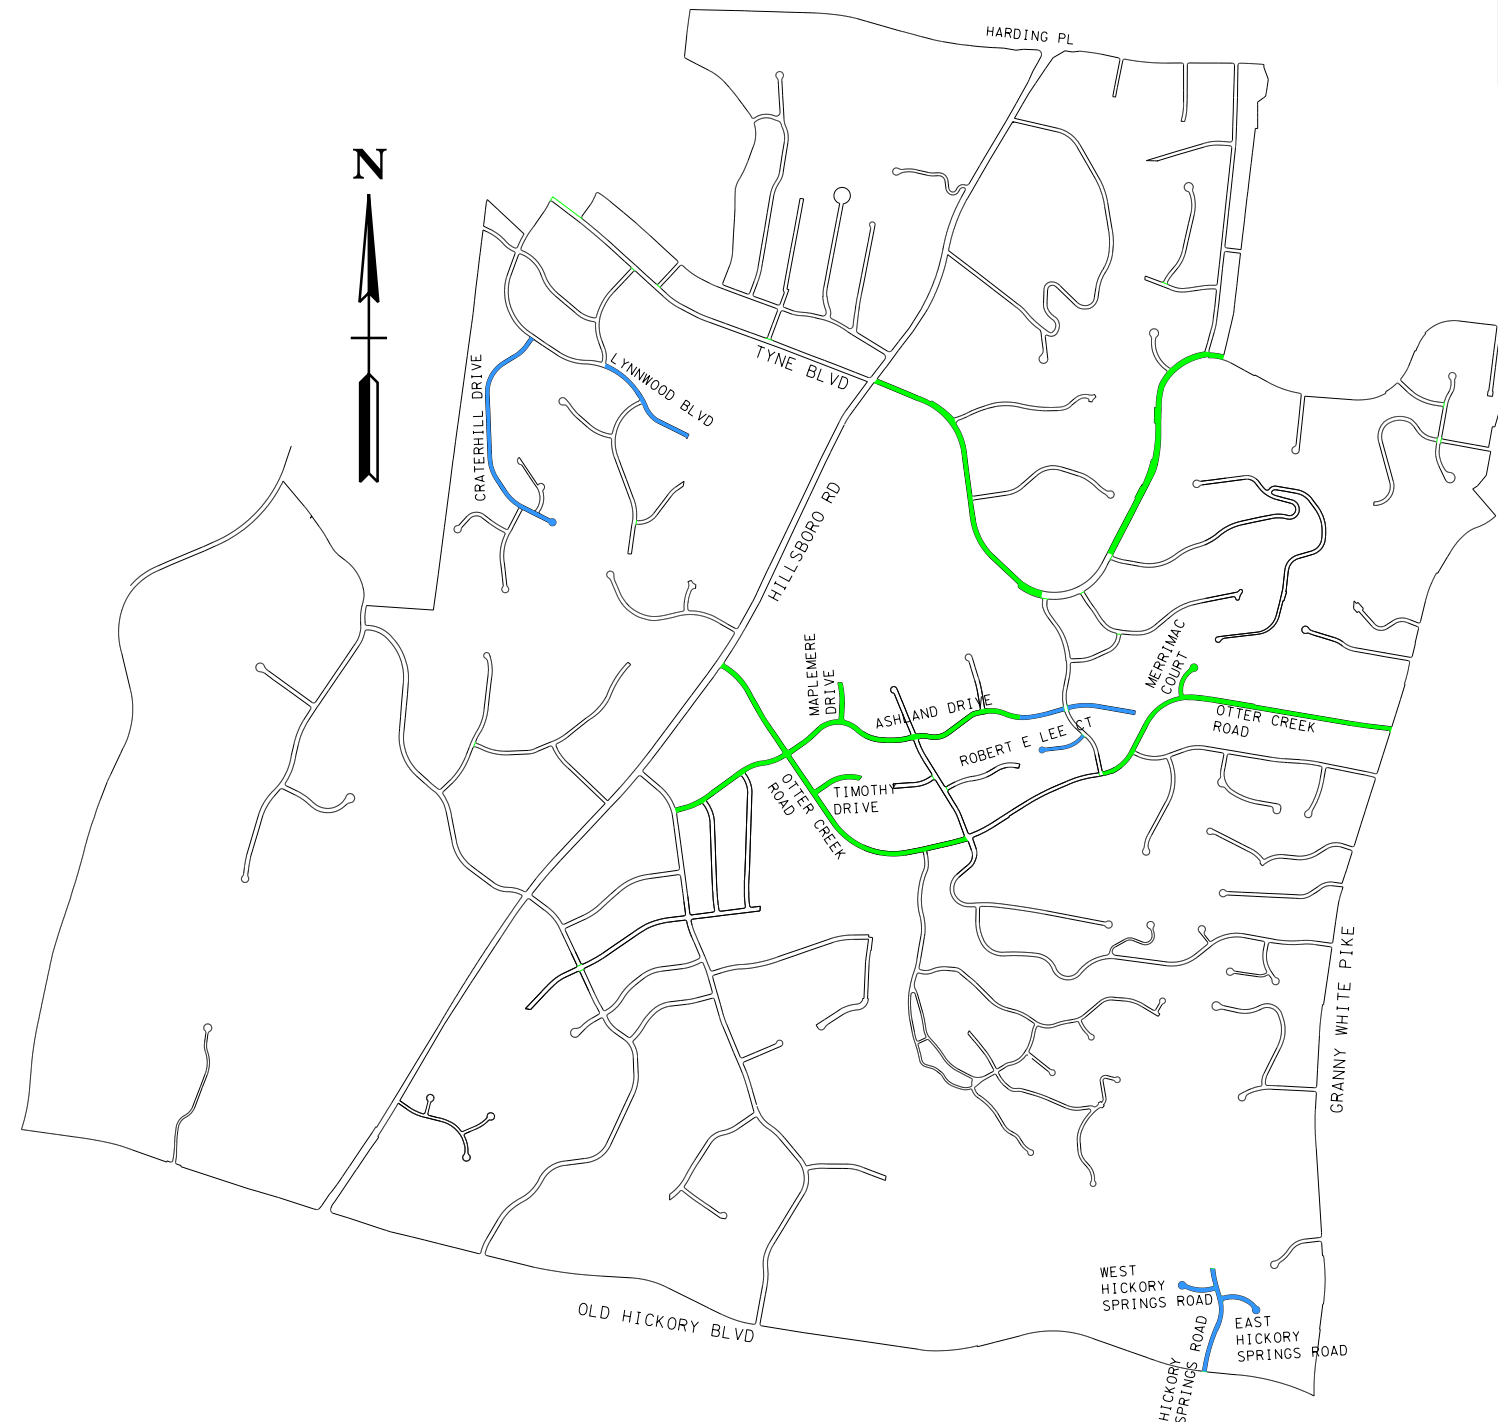 HARDING PL
N
TYNE BLVD
LYNNWOOD BLVD
CRATERHILL DRIVE
HILLSBORO RD
MAPLEMERE
DRIVE
MERRIMAC
COURT
ASHLAND DRIVE
OTTER CREEK
ROAD
ROBERT E LEE CT
OTTER CREEK
ROAD
TIMOTHY
DRIVE
GRANNY WHITE PIKE
WEST
HICKORY
SPRINGS ROAD
EAST
HICKORY
SPRINGS ROAD
OLD HICKORY BLVD
HICKORY
SPRINGS ROAD